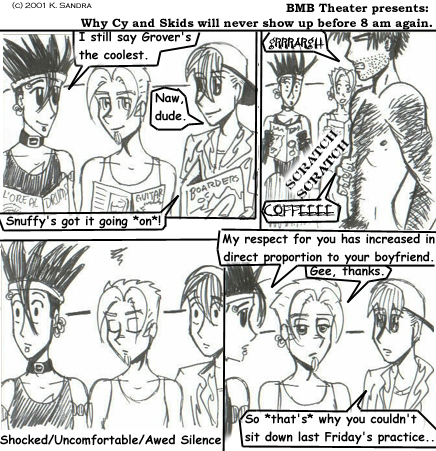 (c) 2001 K. Sandra
BMB Theater presents:
Why Cy and Skids will never show up before 8 am again.
I still say Grover's
the coolest.
Naw,
dude.
L'OREAL
GUITAR
BOARDERS
Snuffy's got it going *on*!
GRRRARGH
SCRATCH
SCRATCH
COFFEEEE
Shocked/Uncomfortable/Awed Silence
My respect for you has increased in
direct proportion to your boyfriend.
Gee, thanks.
So *that's* why you couldn't
sit down last Friday's practice..